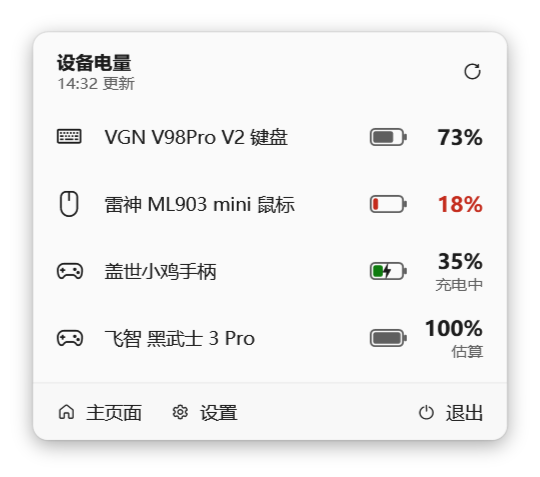 设备电量
14:32 更新
VGN V98Pro V2 键盘 73%
雷神 ML903 mini 鼠标 18%
盖世小鸡手柄 35%
充电中
飞智 黑武士 3 Pro 100%
估算
主页面 设置 退出